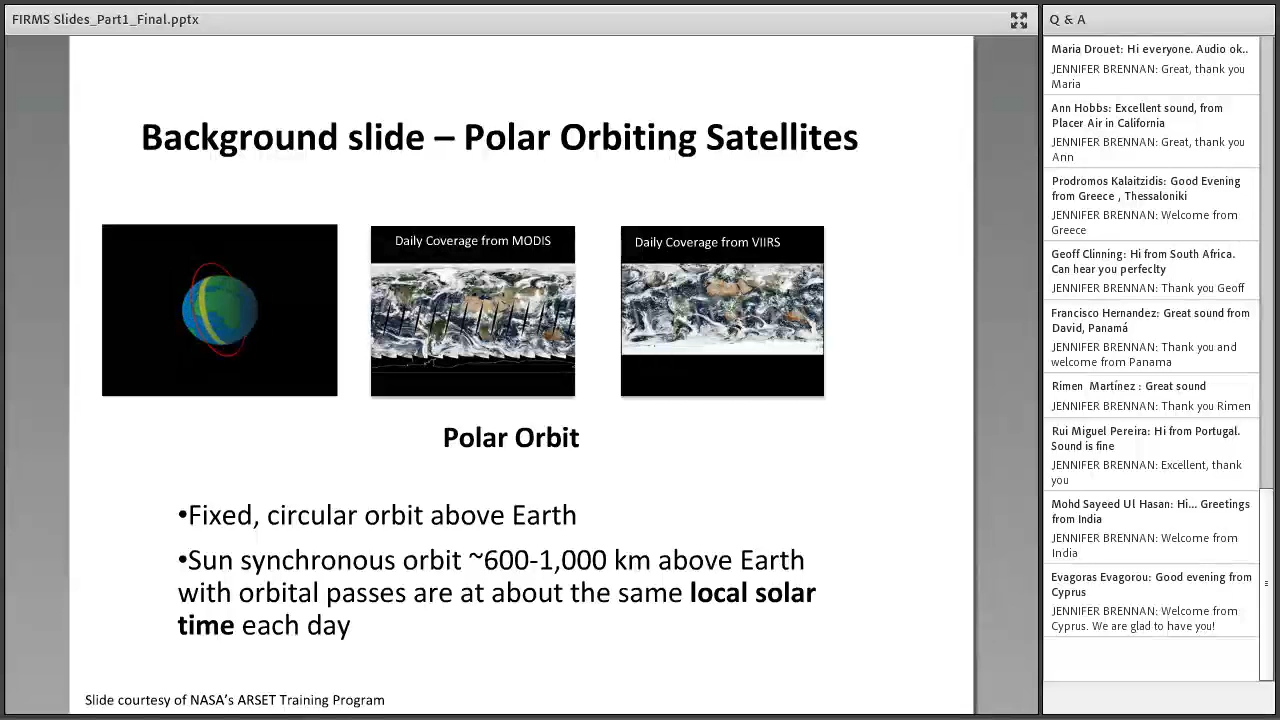 FIRMS Slides_Part1_Final.pptx
Background slide – Polar Orbiting Satellites
Daily Coverage from MODIS
Daily Coverage from VIIRS
Polar Orbit
•Fixed, circular orbit above Earth
•Sun synchronous orbit ~600-1,000 km above Earth
with orbital passes are at about the same local solar
time each day
Slide courtesy of NASA’s ARSET Training Program
Q & A
Maria Drouet: Hi everyone. Audio ok..
JENNIFER BRENNAN: Great, thank you
Maria
Ann Hobbs: Excellent sound, from
Placer Air in California
JENNIFER BRENNAN: Great, thank you
Ann
Prodromos Kalaitzidis: Good Evening
from Greece , Thessaloniki
JENNIFER BRENNAN: Welcome from
Greece
Geoff Clinning: Hi from South Africa.
Can hear you perfeclty
JENNIFER BRENNAN: Thank you Geoff
Francisco Hernandez: Great sound from
David, Panamá
JENNIFER BRENNAN: Thank you and
welcome from Panama
Rimen Martínez : Great sound
JENNIFER BRENNAN: Thank you Rimen
Rui Miguel Pereira: Hi from Portugal.
Sound is fine
JENNIFER BRENNAN: Excellent, thank
you
Mohd Sayeed Ul Hasan: Hi... Greetings
from India
JENNIFER BRENNAN: Welcome from
India
Evagoras Evagorou: Good evening from
Cyprus
JENNIFER BRENNAN: Welcome from
Cyprus. We are glad to have you!